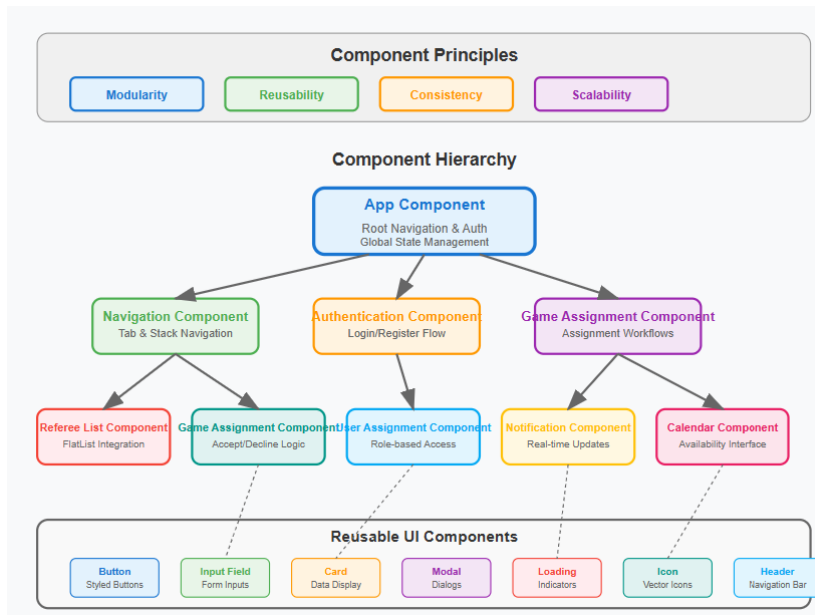 Component Principles
Modularity
Reusability
Consistency
Scalability
Component Hierarchy
App Component
Root Navigation & Auth
Global State Management
Navigation Component
Tab & Stack Navigation
Authentication Component
Login/Register Flow
Game Assignment Component
Assignment Workflows
Referee List Component
FlatList Integration
Game Assignment Component
Accept/Decline Logic
User Assignment Component
Role-based Access
Notification Component
Real-time Updates
Calendar Component
Availability Interface
Reusable UI Components
Button
Styled Buttons
Input Field
Form Inputs
Card
Data Display
Modal
Dialogs
Loading
Indicators
Icon
Vector Icons
Header
Navigation Bar